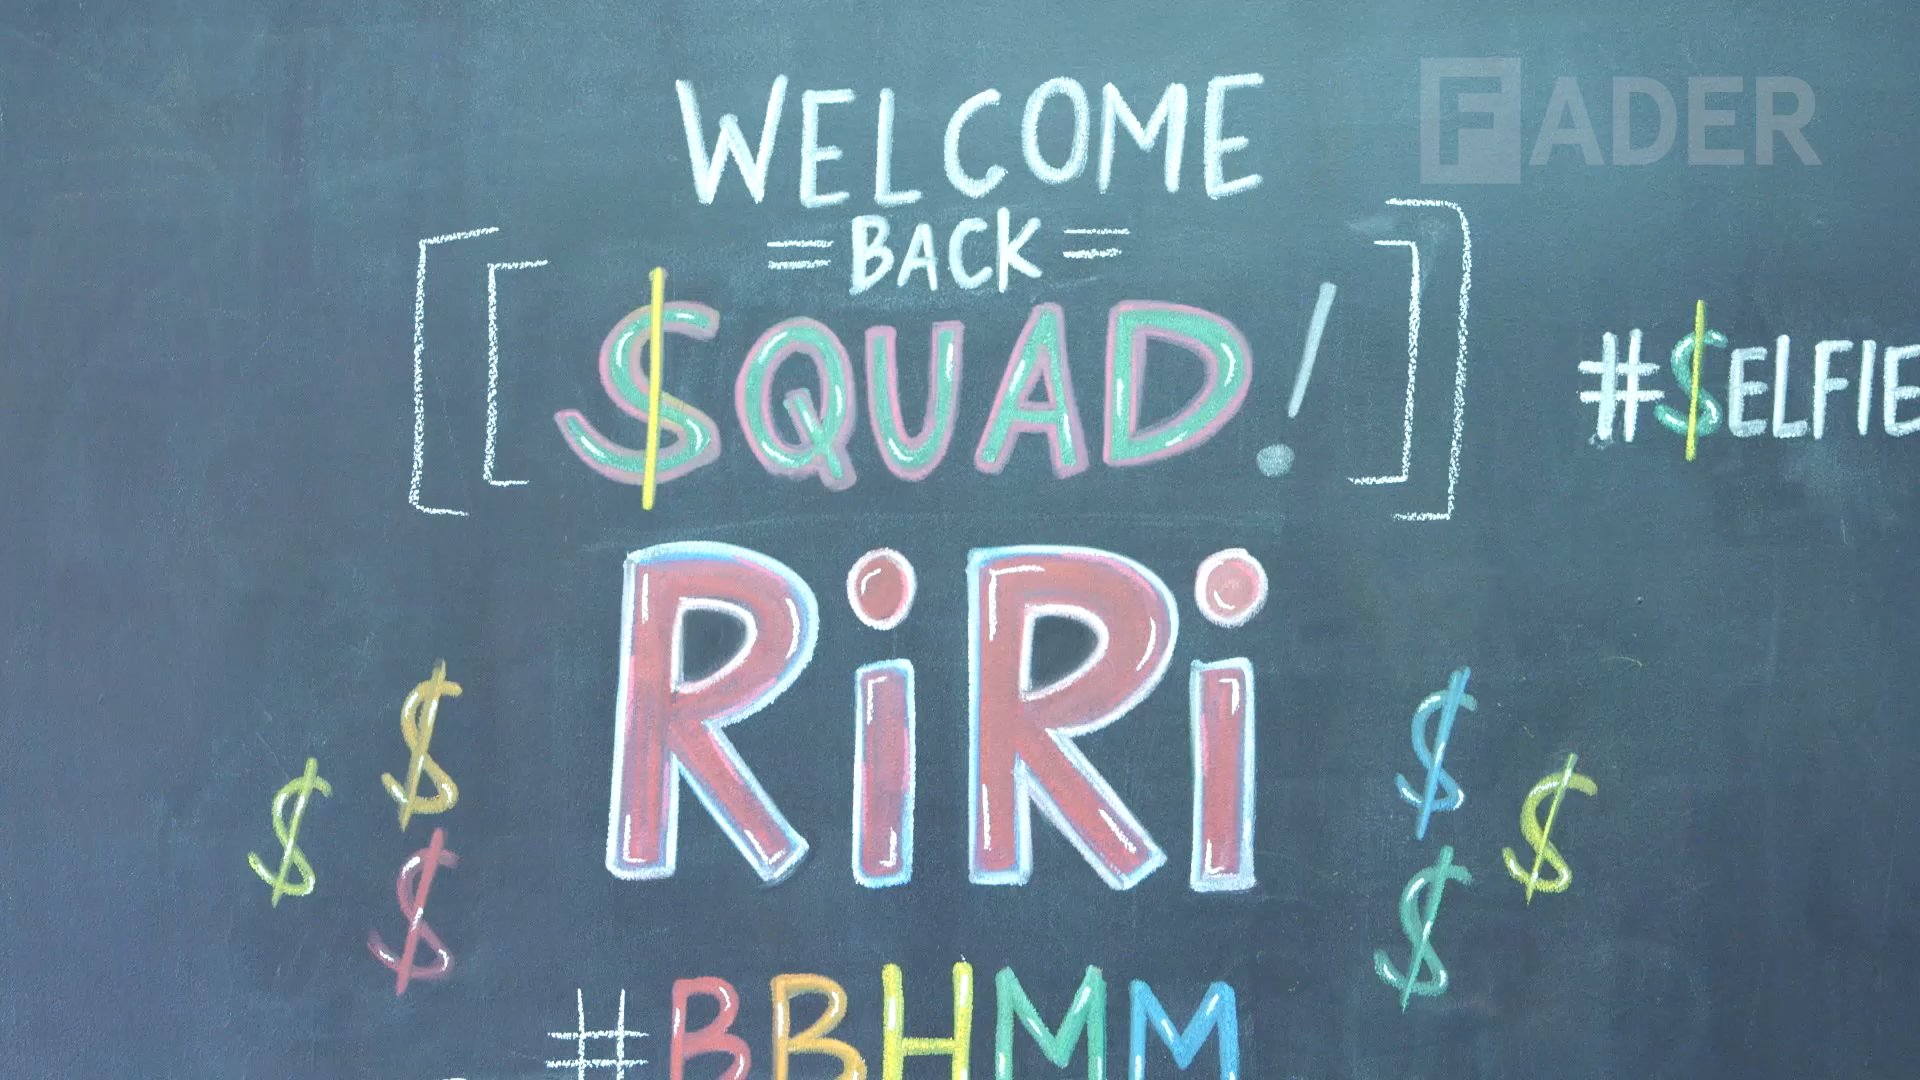 FADER
WELCOME
=BACK=
[[$QUAD!]]
#$ELFIE
RiRi
$ $ $ $ $ $
#BBHMM